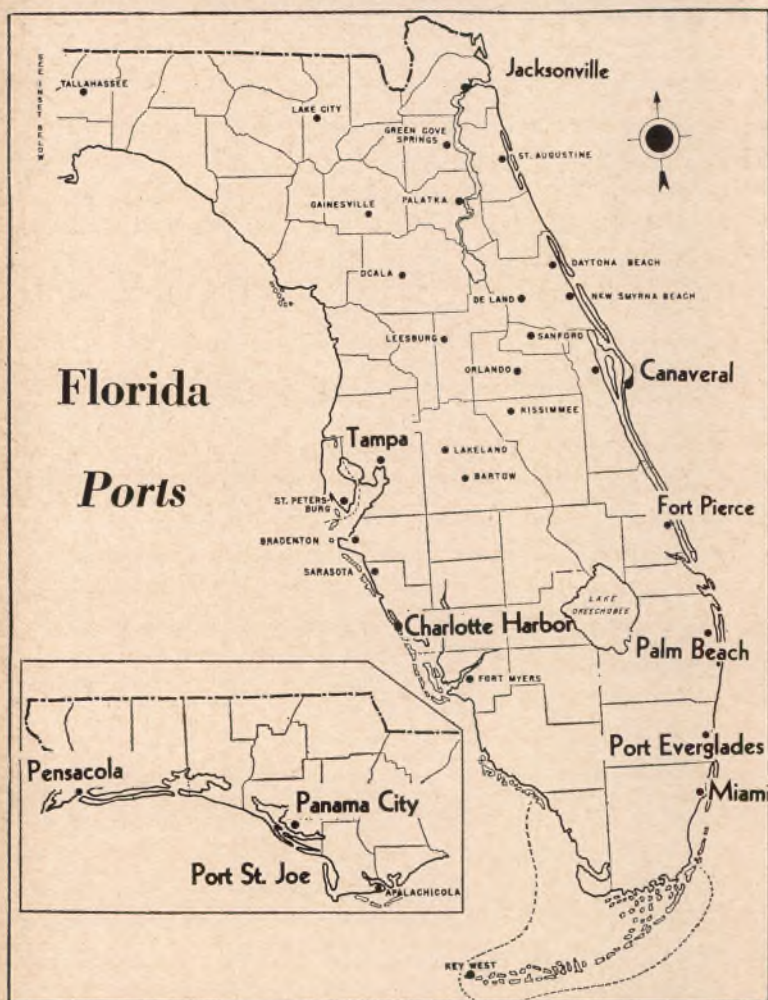 Florida
Ports
SEE INSET BELOW
TALLAHASSEE
Jacksonville
LAKE CITY
GREEN COVE
SPRINGS
ST. AUGUSTINE
GAINESVILLE
PALATKA
OCALA
DAYTONA BEACH
DE LAND
NEW SMYRNA BEACH
LEESBURG
SANFORD
ORLANDO
Canaveral
KISSIMMEE
Tampa
LAKELAND
BARTOW
ST. PETERS-
BURG
Fort Pierce
BRADENTON
SARASOTA
LAKE
OKEECHOBEE
Charlotte Harbor
Palm Beach
FORT MYERS
Port Everglades
Miami
Pensacola
Panama City
Port St. Joe
APALACHICOLA
KEY WEST